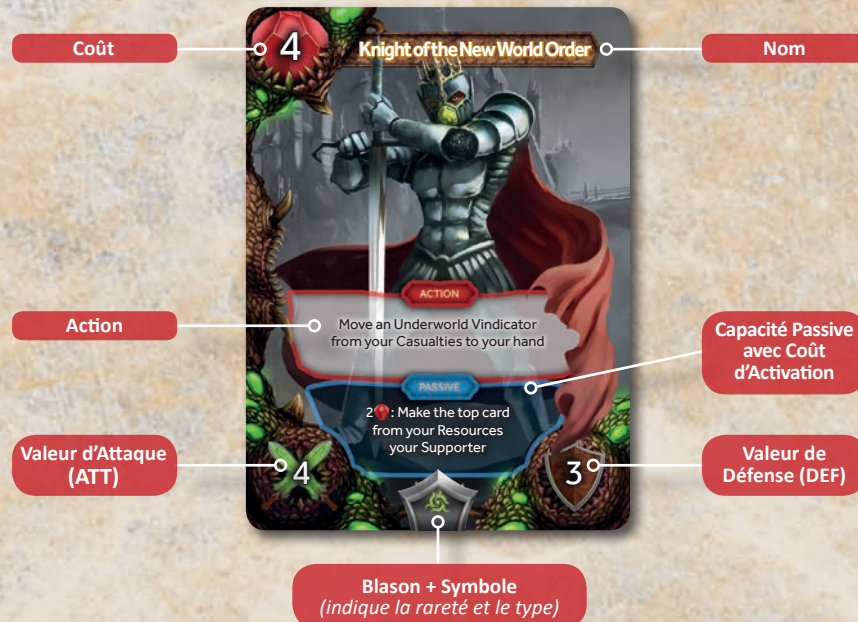 Coût
4
Knight of the New World Order
Nom
ACTION
Action
Move an Underworld Vindicator
from your Casualties to your hand
Capacité Passive
avec Coût
d'Activation
PASSIVE
2 : Make the top card
from your Resources
your Supporter
Valeur d'Attaque
(ATT)
4
3
Valeur de
Défense (DEF)
Blason + Symbole
(indique la rareté et le type)